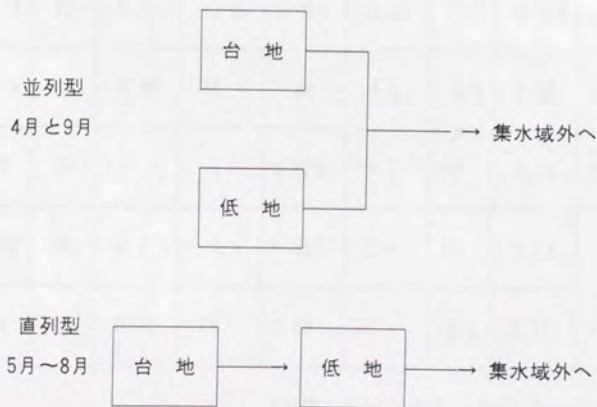 台地
並列型
4月と9月
集水域外へ
低地
直列型
5月〜8月
台地
低地
集水域外へ